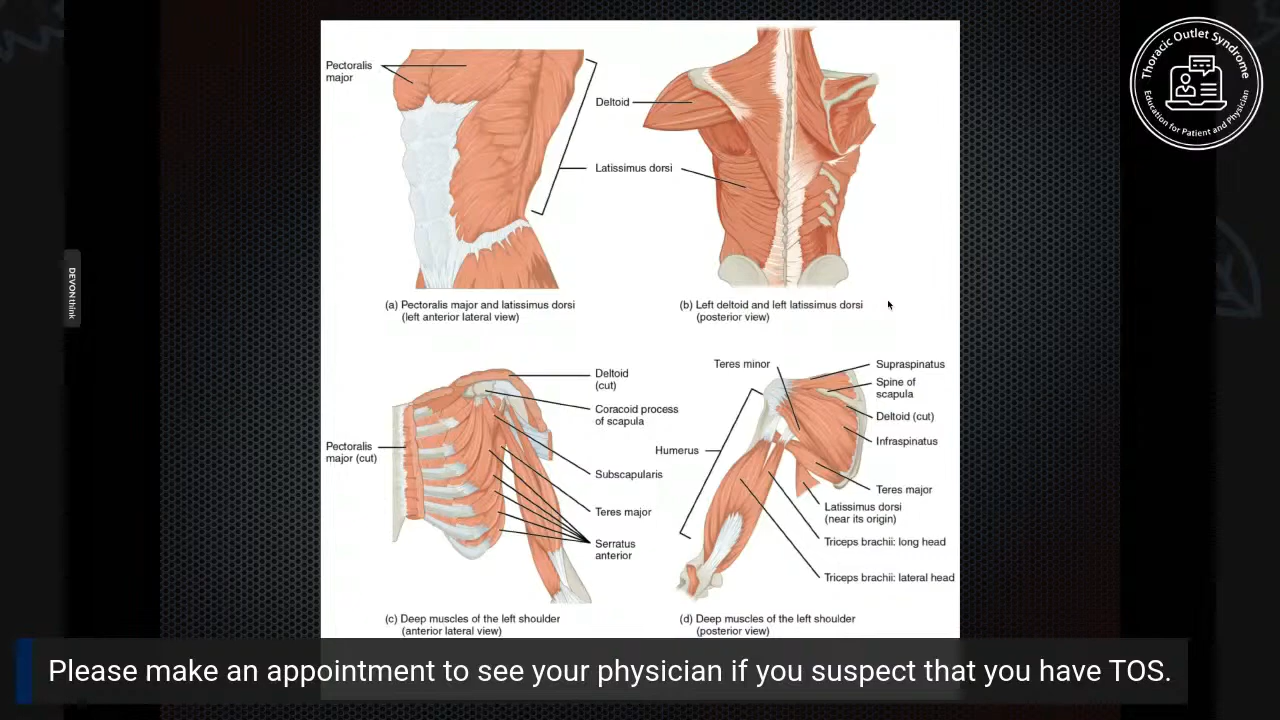 Pectoralis
major
Deltoid
Latissimus dorsi
(a) Pectoralis major and latissimus dorsi
(left anterior lateral view)
(b) Left deltoid and left latissimus dorsi
(posterior view)
Deltoid
(cut)
Coracoid process
of scapula
Pectoralis
major (cut)
Subscapularis
Teres major
Serratus
anterior
(c) Deep muscles of the left shoulder
(anterior lateral view)
Teres minor
Supraspinatus
Spine of
scapula
Deltoid (cut)
Infraspinatus
Humerus
Teres major
Latissimus dorsi
(near its origin)
Triceps brachii: long head
Triceps brachii: lateral head
(d) Deep muscles of the left shoulder
(posterior view)
Thoracic Outlet Syndrome
Education for Patient and Physician
DEVONthink
Please make an appointment to see your physician if you suspect that you have TOS.